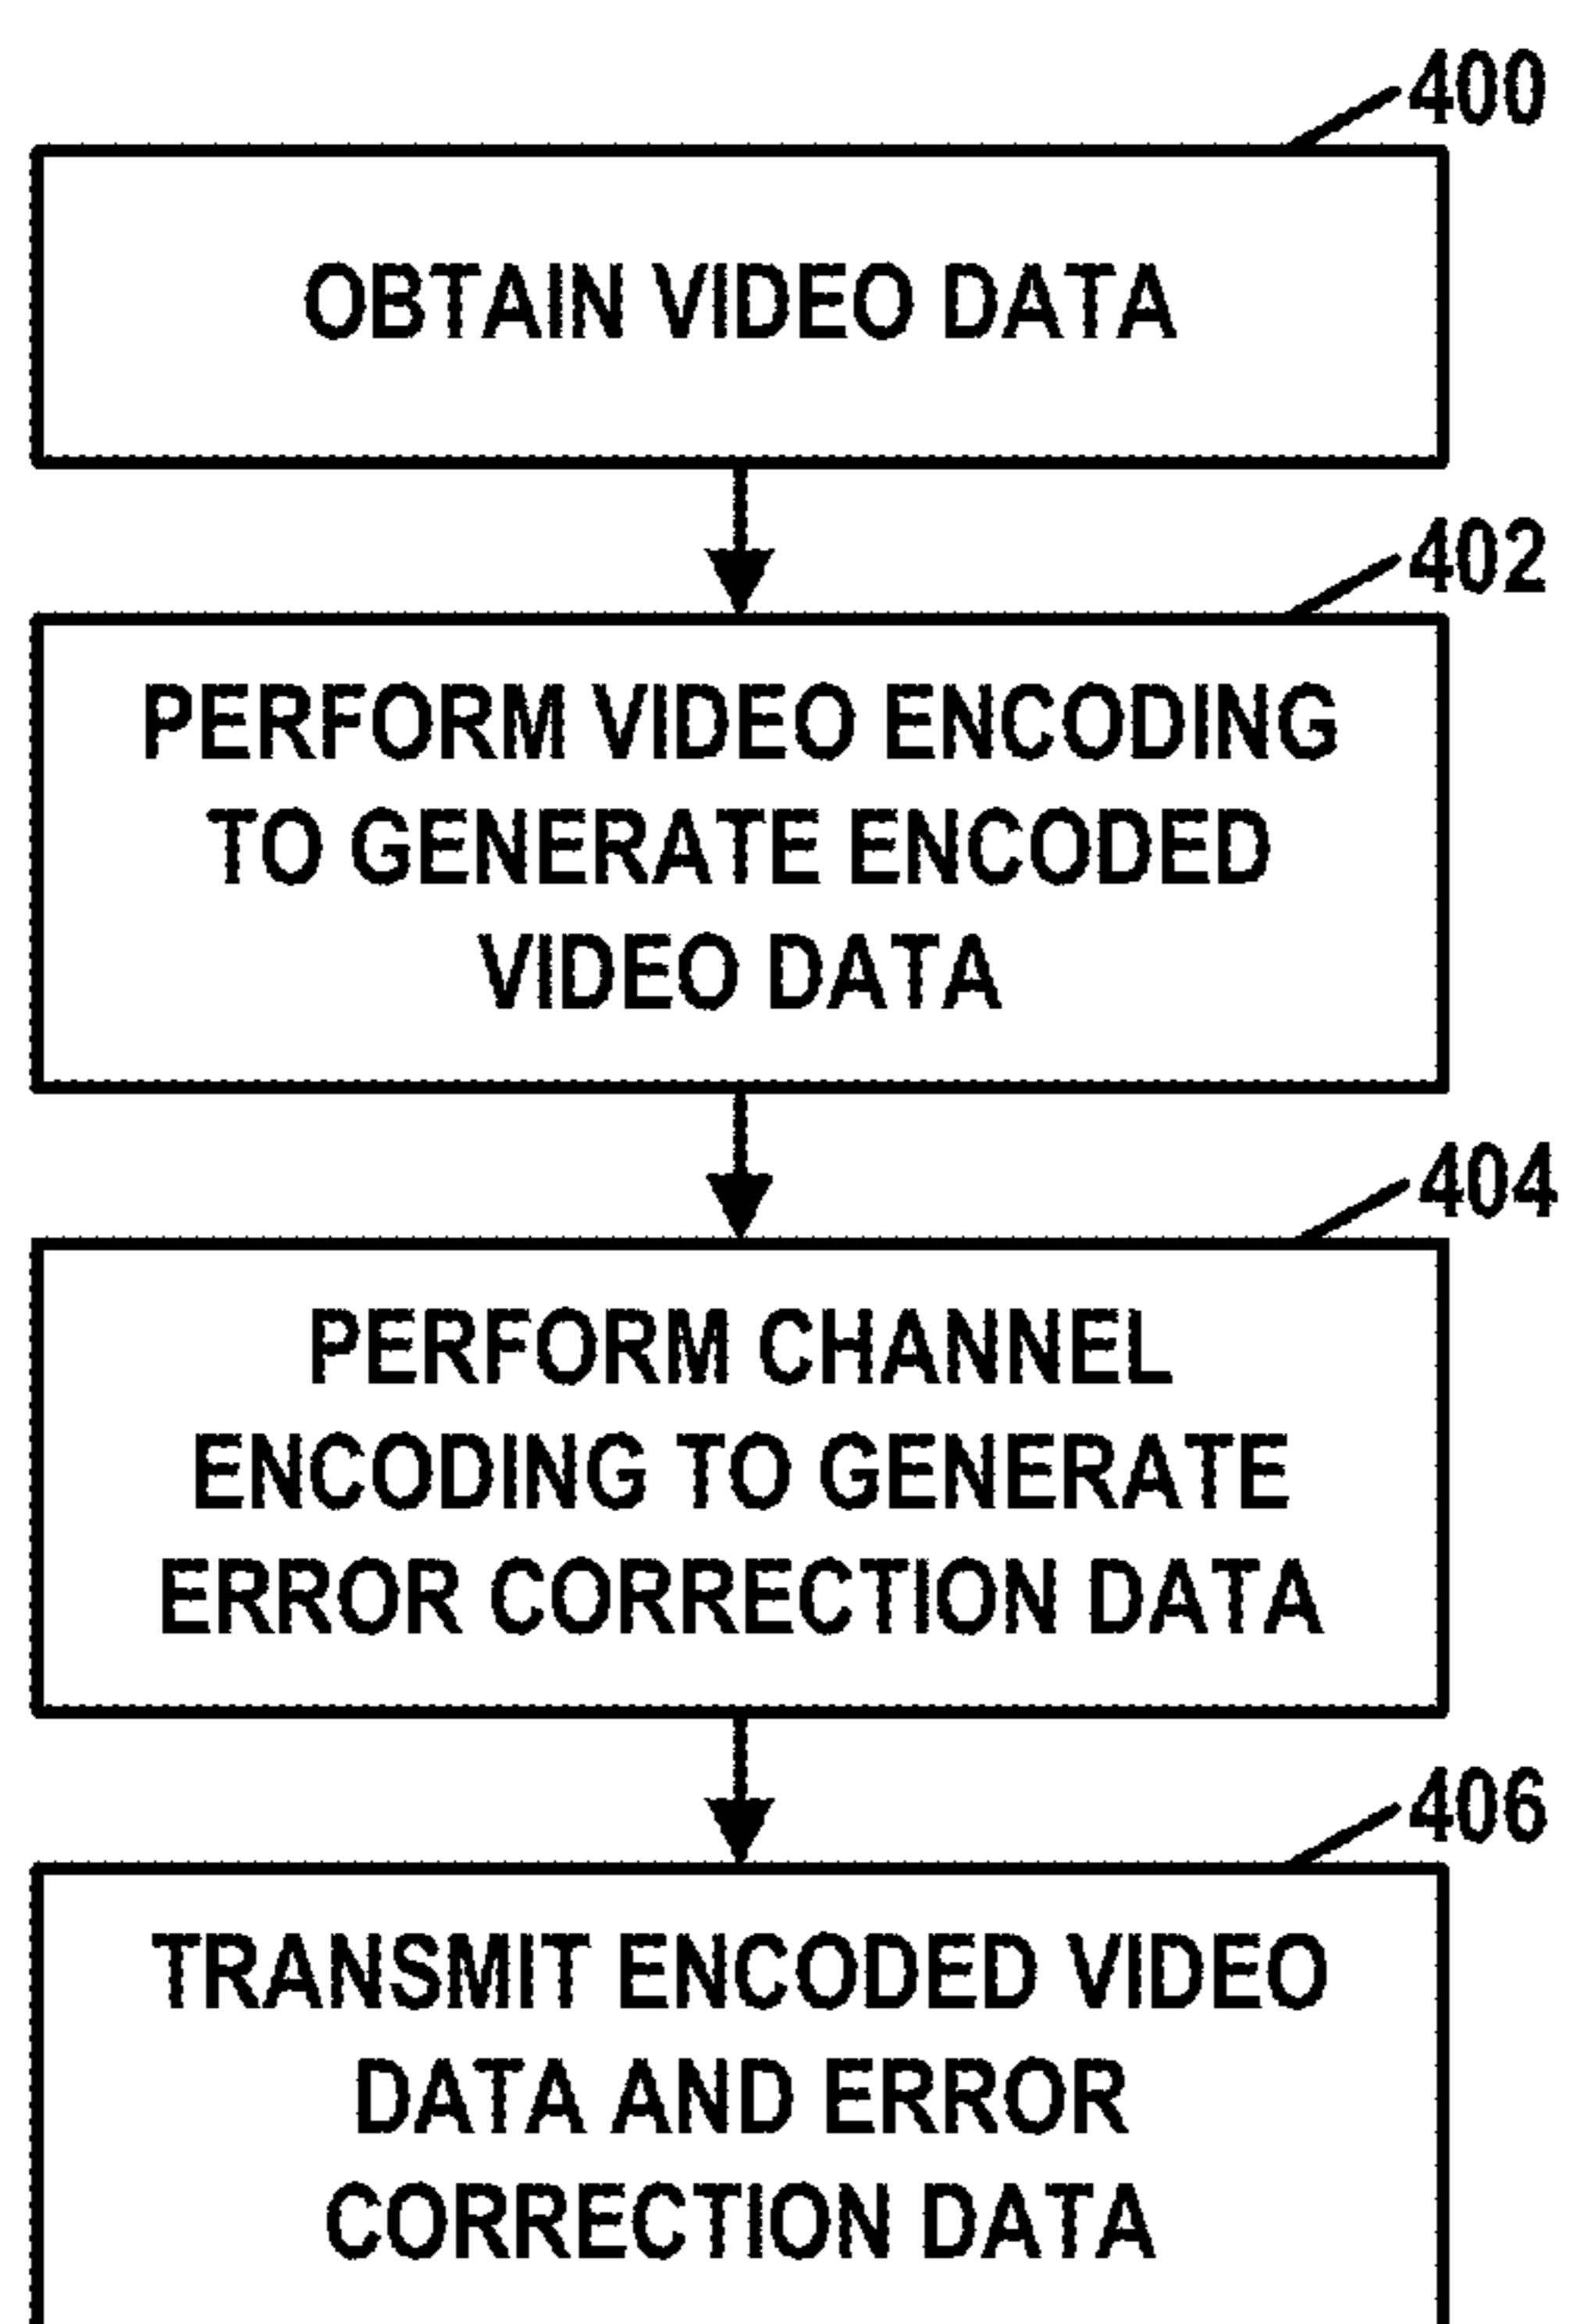 400
OBTAIN VIDEO DATA
402
PERFORM VIDEO ENCODING
TO GENERATE ENCODED
VIDEO DATA
404
PERFORM CHANNEL
ENCODING TO GENERATE
ERROR CORRECTION DATA
406
TRANSMIT ENCODED VIDEO
DATA AND ERROR
CORRECTION DATA